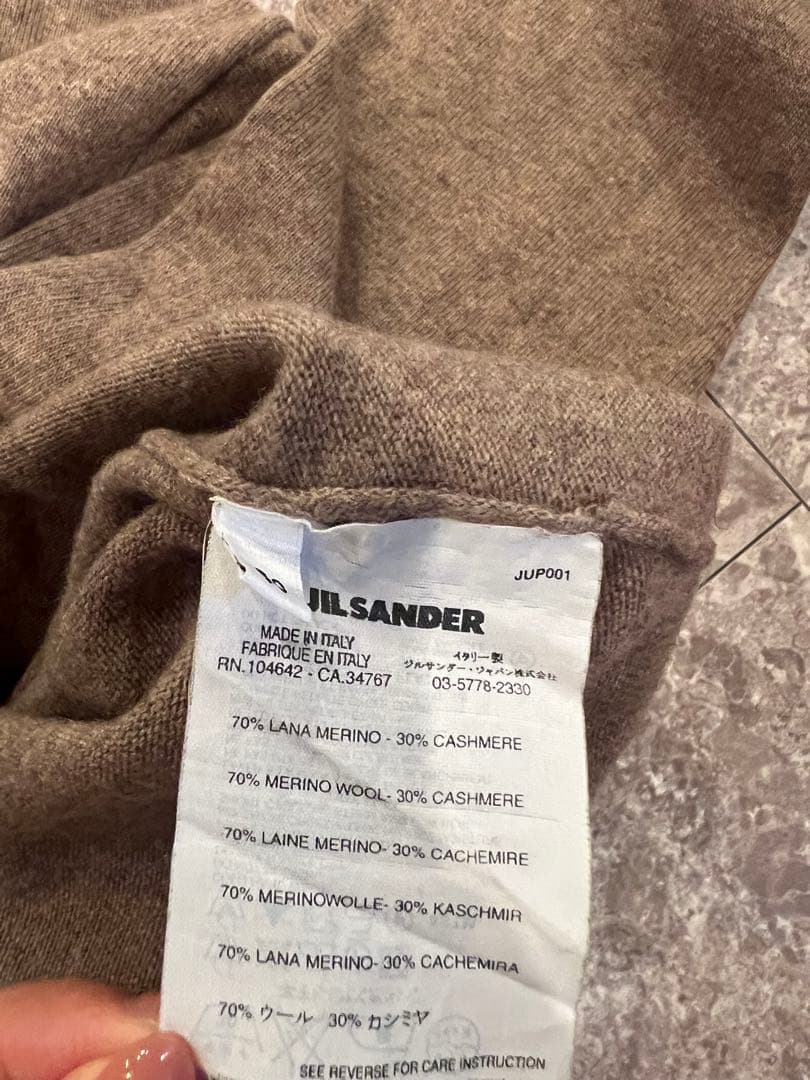 JUP001
JIL SANDER
MADE IN ITALY
FABRIQUE EN ITALY
RN.104642 - CA.34767
イタリー製
ジルサンダー・ジャパン株式会社
03-5778-2330
70% LANA MERINO - 30% CASHMERE
70% MERINO WOOL- 30% CASHMERE
70% LAINE MERINO- 30% CACHEMIRE
70% MERINOWOLLE- 30% KASCHMIR
70% LANA MERINO- 30% CACHEMIRA
70% ウール 30% カシミヤ
SEE REVERSE FOR CARE INSTRUCTION